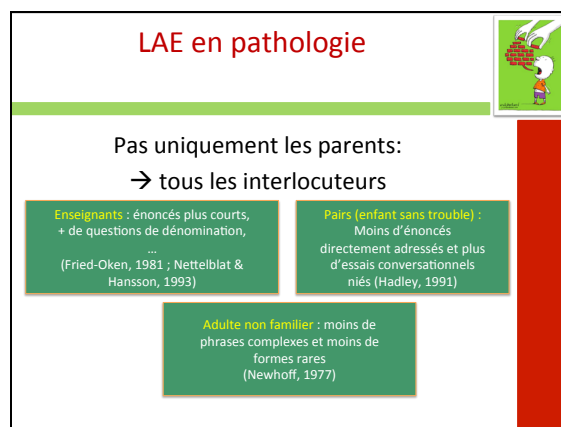 LAE en pathologie
Pas uniquement les parents:
→ tous les interlocuteurs
Enseignants : énoncés plus courts,
+ de questions de dénomination,
…
(Fried-Oken, 1981 ; Nettelblat &
Hansson, 1993)
Pairs (enfant sans trouble) :
Moins d'énoncés
directement adressés et plus
d'essais conversationnels
niés (Hadley, 1991)
Adulte non familier : moins de
phrases complexes et moins de
formes rares
(Newhoff, 1977)